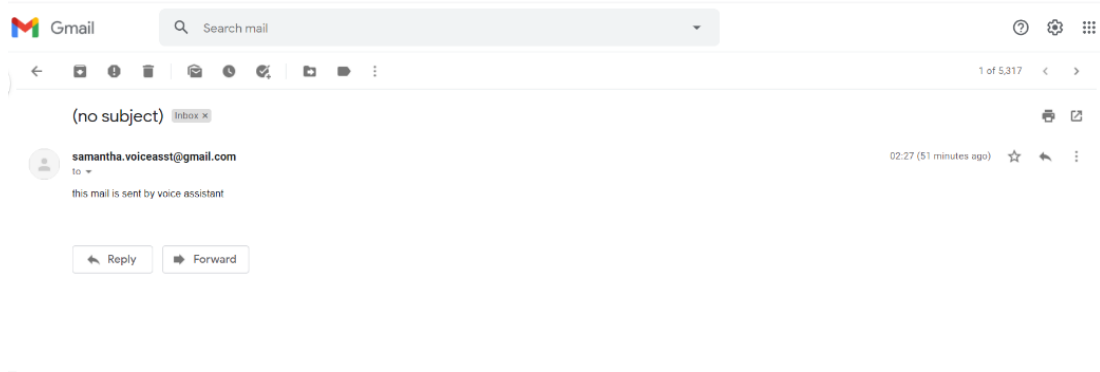 Gmail
Search mail
1 of 5,317
(no subject) Inbox ×
samantha.voiceasst@gmail.com 02:27 (51 minutes ago)
to
this mail is sent by voice assistant
Reply Forward